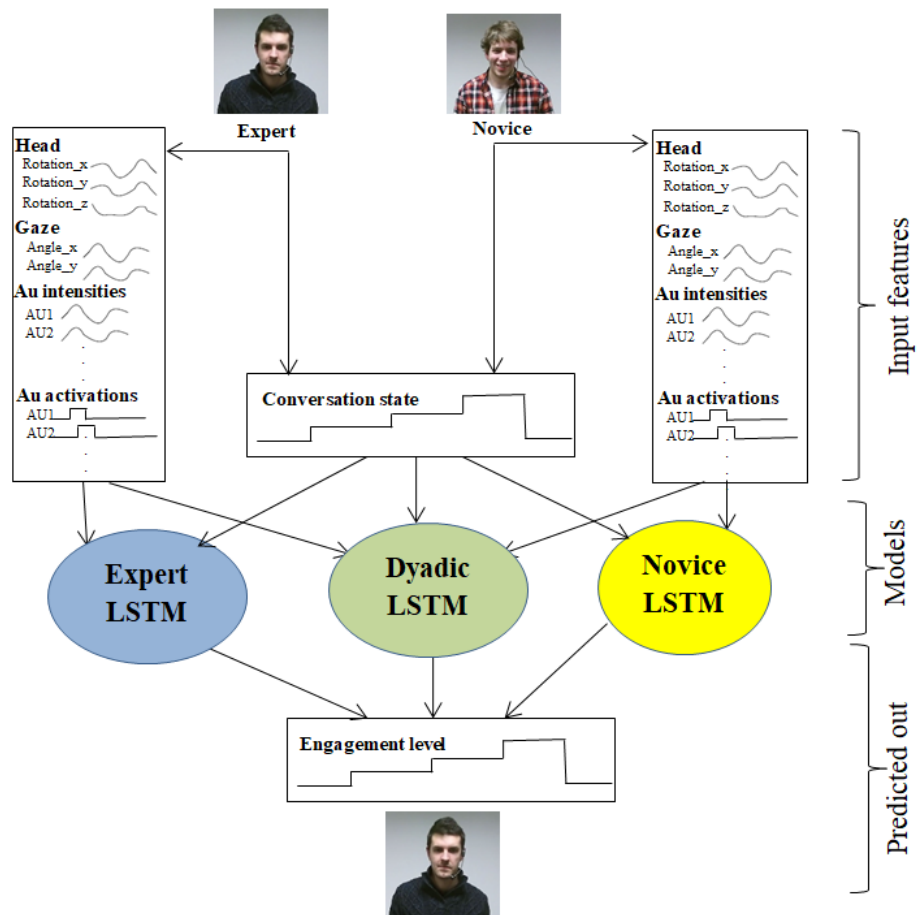 Expert
Novice
Head
Rotation_x
Rotation_y
Rotation_z
Gaze
Angle_x
Angle_y
Au intensities
AU1
AU2
Au activations
AU1
AU2
Conversation state
Head
Rotation_x
Rotation_y
Rotation_z
Gaze
Angle_x
Angle_y
Au intensities
AU1
AU2
Au activations
AU1
AU2
Input features
Expert
LSTM
Dyadic
LSTM
Novice
LSTM
Models
Engagement level
Predicted out